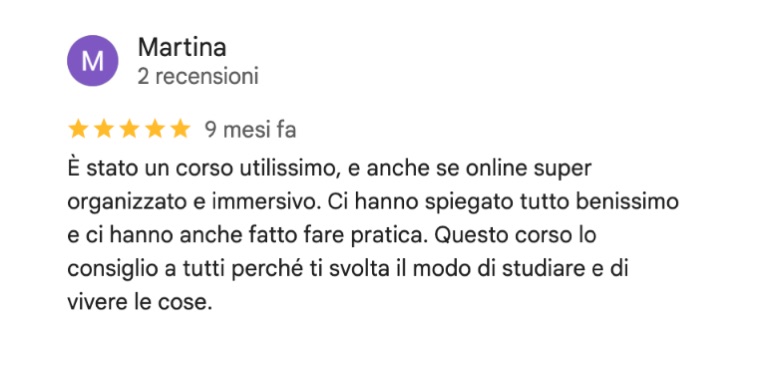 M
Martina
2 recensioni
9 mesi fa
È stato un corso utilissimo, e anche se online super
organizzato e immersivo. Ci hanno spiegato tutto benissimo
e ci hanno anche fatto fare pratica. Questo corso lo
consiglio a tutti perché ti svolta il modo di studiare e di
vivere le cose.